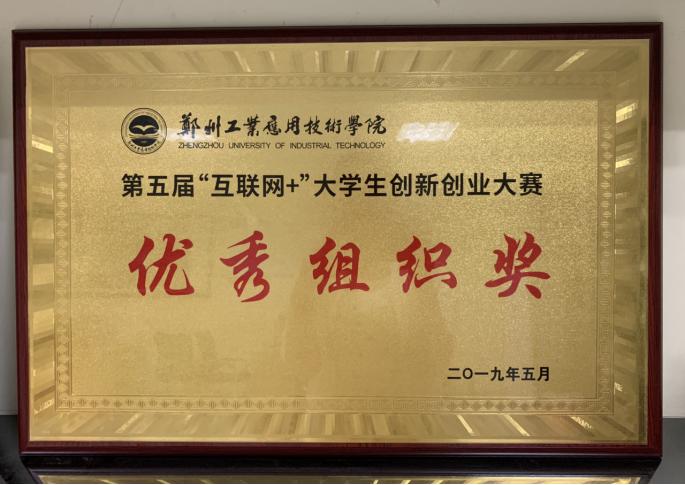 鄭州工業應用技術學院
ZHENGZHOU UNIVERSITY OF INDUSTRIAL TECHNOLOGY
第五届“互联网+”大学生创新创业大赛
优秀组织奖
二〇一九年五月